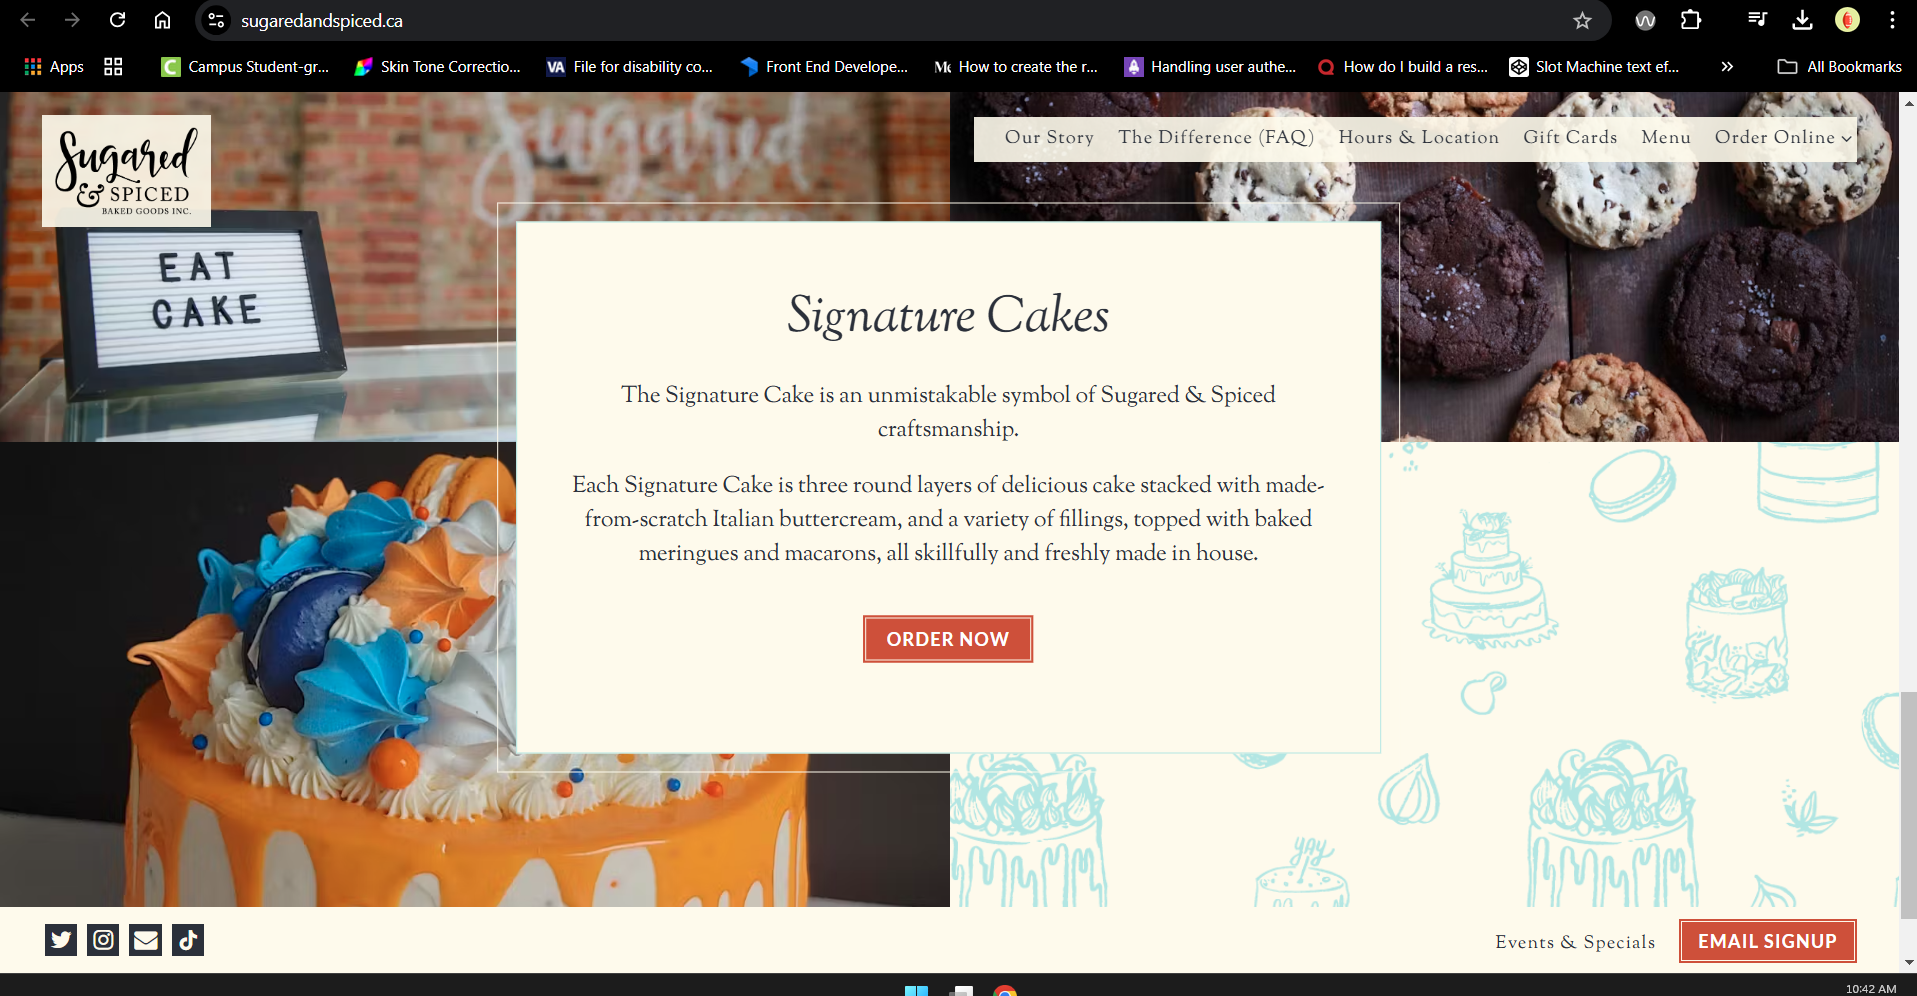 sugaredandspiced.ca
Apps
Campus Student-gr...
Skin Tone Correctio...
VA
File for disability co...
Front End Develope...
How to create the r...
Handling user authe...
How do I build a res...
Slot Machine text ef...
All Bookmarks
Sugared
& SPICED
BAKED GOODS INC.
Sugared
Our Story
The Difference (FAQ)
Hours & Location
Gift Cards
Menu
Order Online
EAT
CAKE
Signature Cakes
The Signature Cake is an unmistakable symbol of Sugared & Spiced
craftsmanship.
Each Signature Cake is three round layers of delicious cake stacked with made-
from-scratch Italian buttercream, and a variety of fillings, topped with baked
meringues and macarons, all skillfully and freshly made in house.
ORDER NOW
yay
Events & Specials
EMAIL SIGNUP
10:42 AM